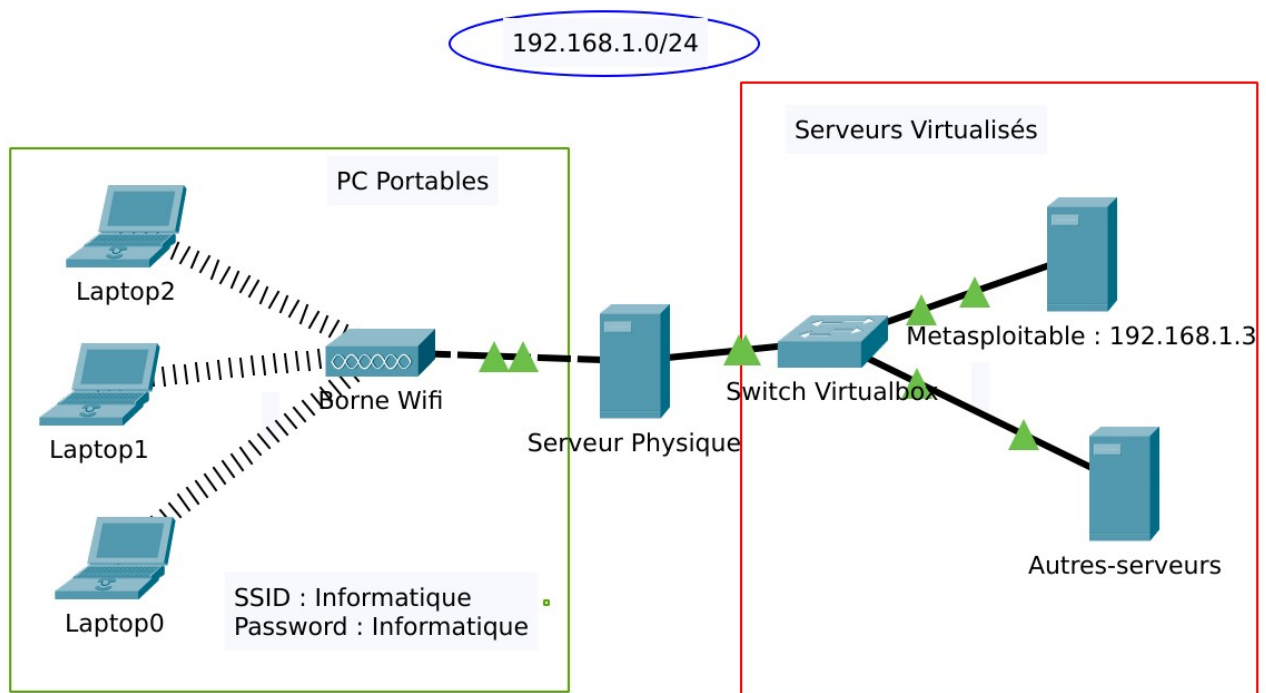 192.168.1.0/24
Serveurs Virtualisés
PC Portables
Laptop2
Metasploitable : 192.168.1.3
Switch Virtualbox
Borne Wifi
Serveur Physique
Laptop1
Autres-serveurs
SSID : Informatique
Password : Informatique
Laptop0